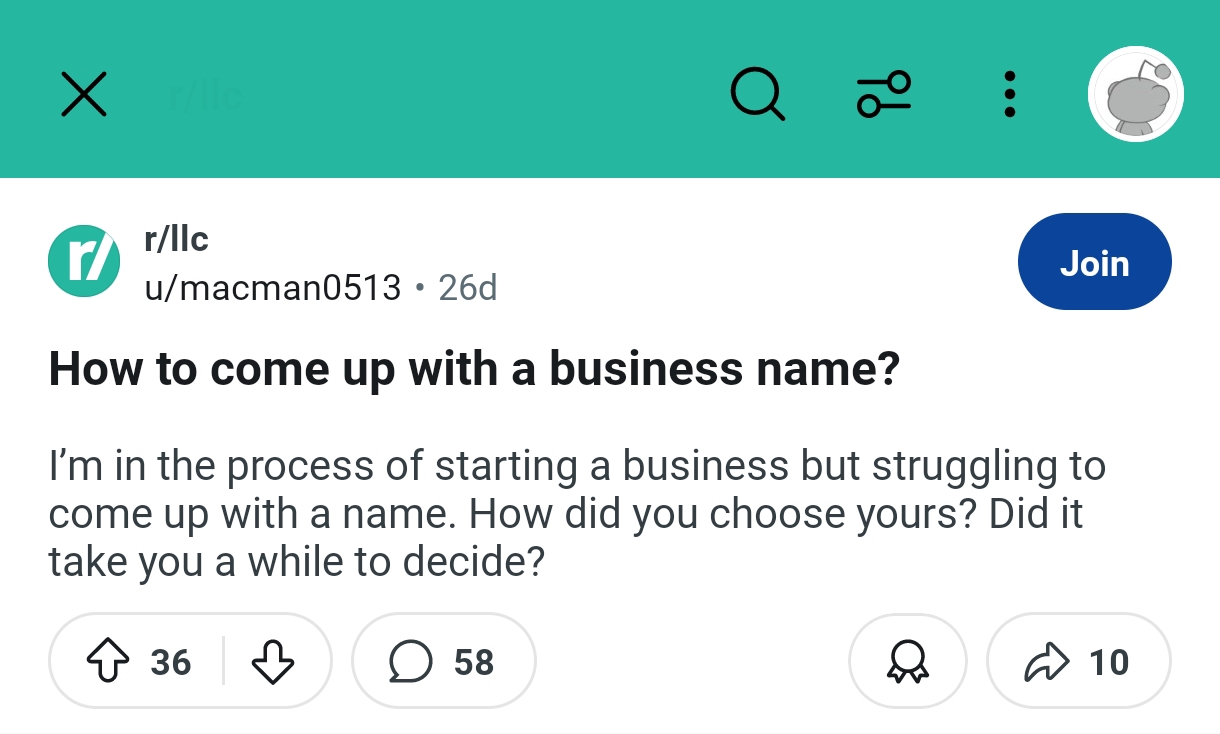 r/llc
r/
r/llc
u/macman0513 • 26d
Join
How to come up with a business name?
I’m in the process of starting a business but struggling to
come up with a name. How did you choose yours? Did it
take you a while to decide?
36
58
10